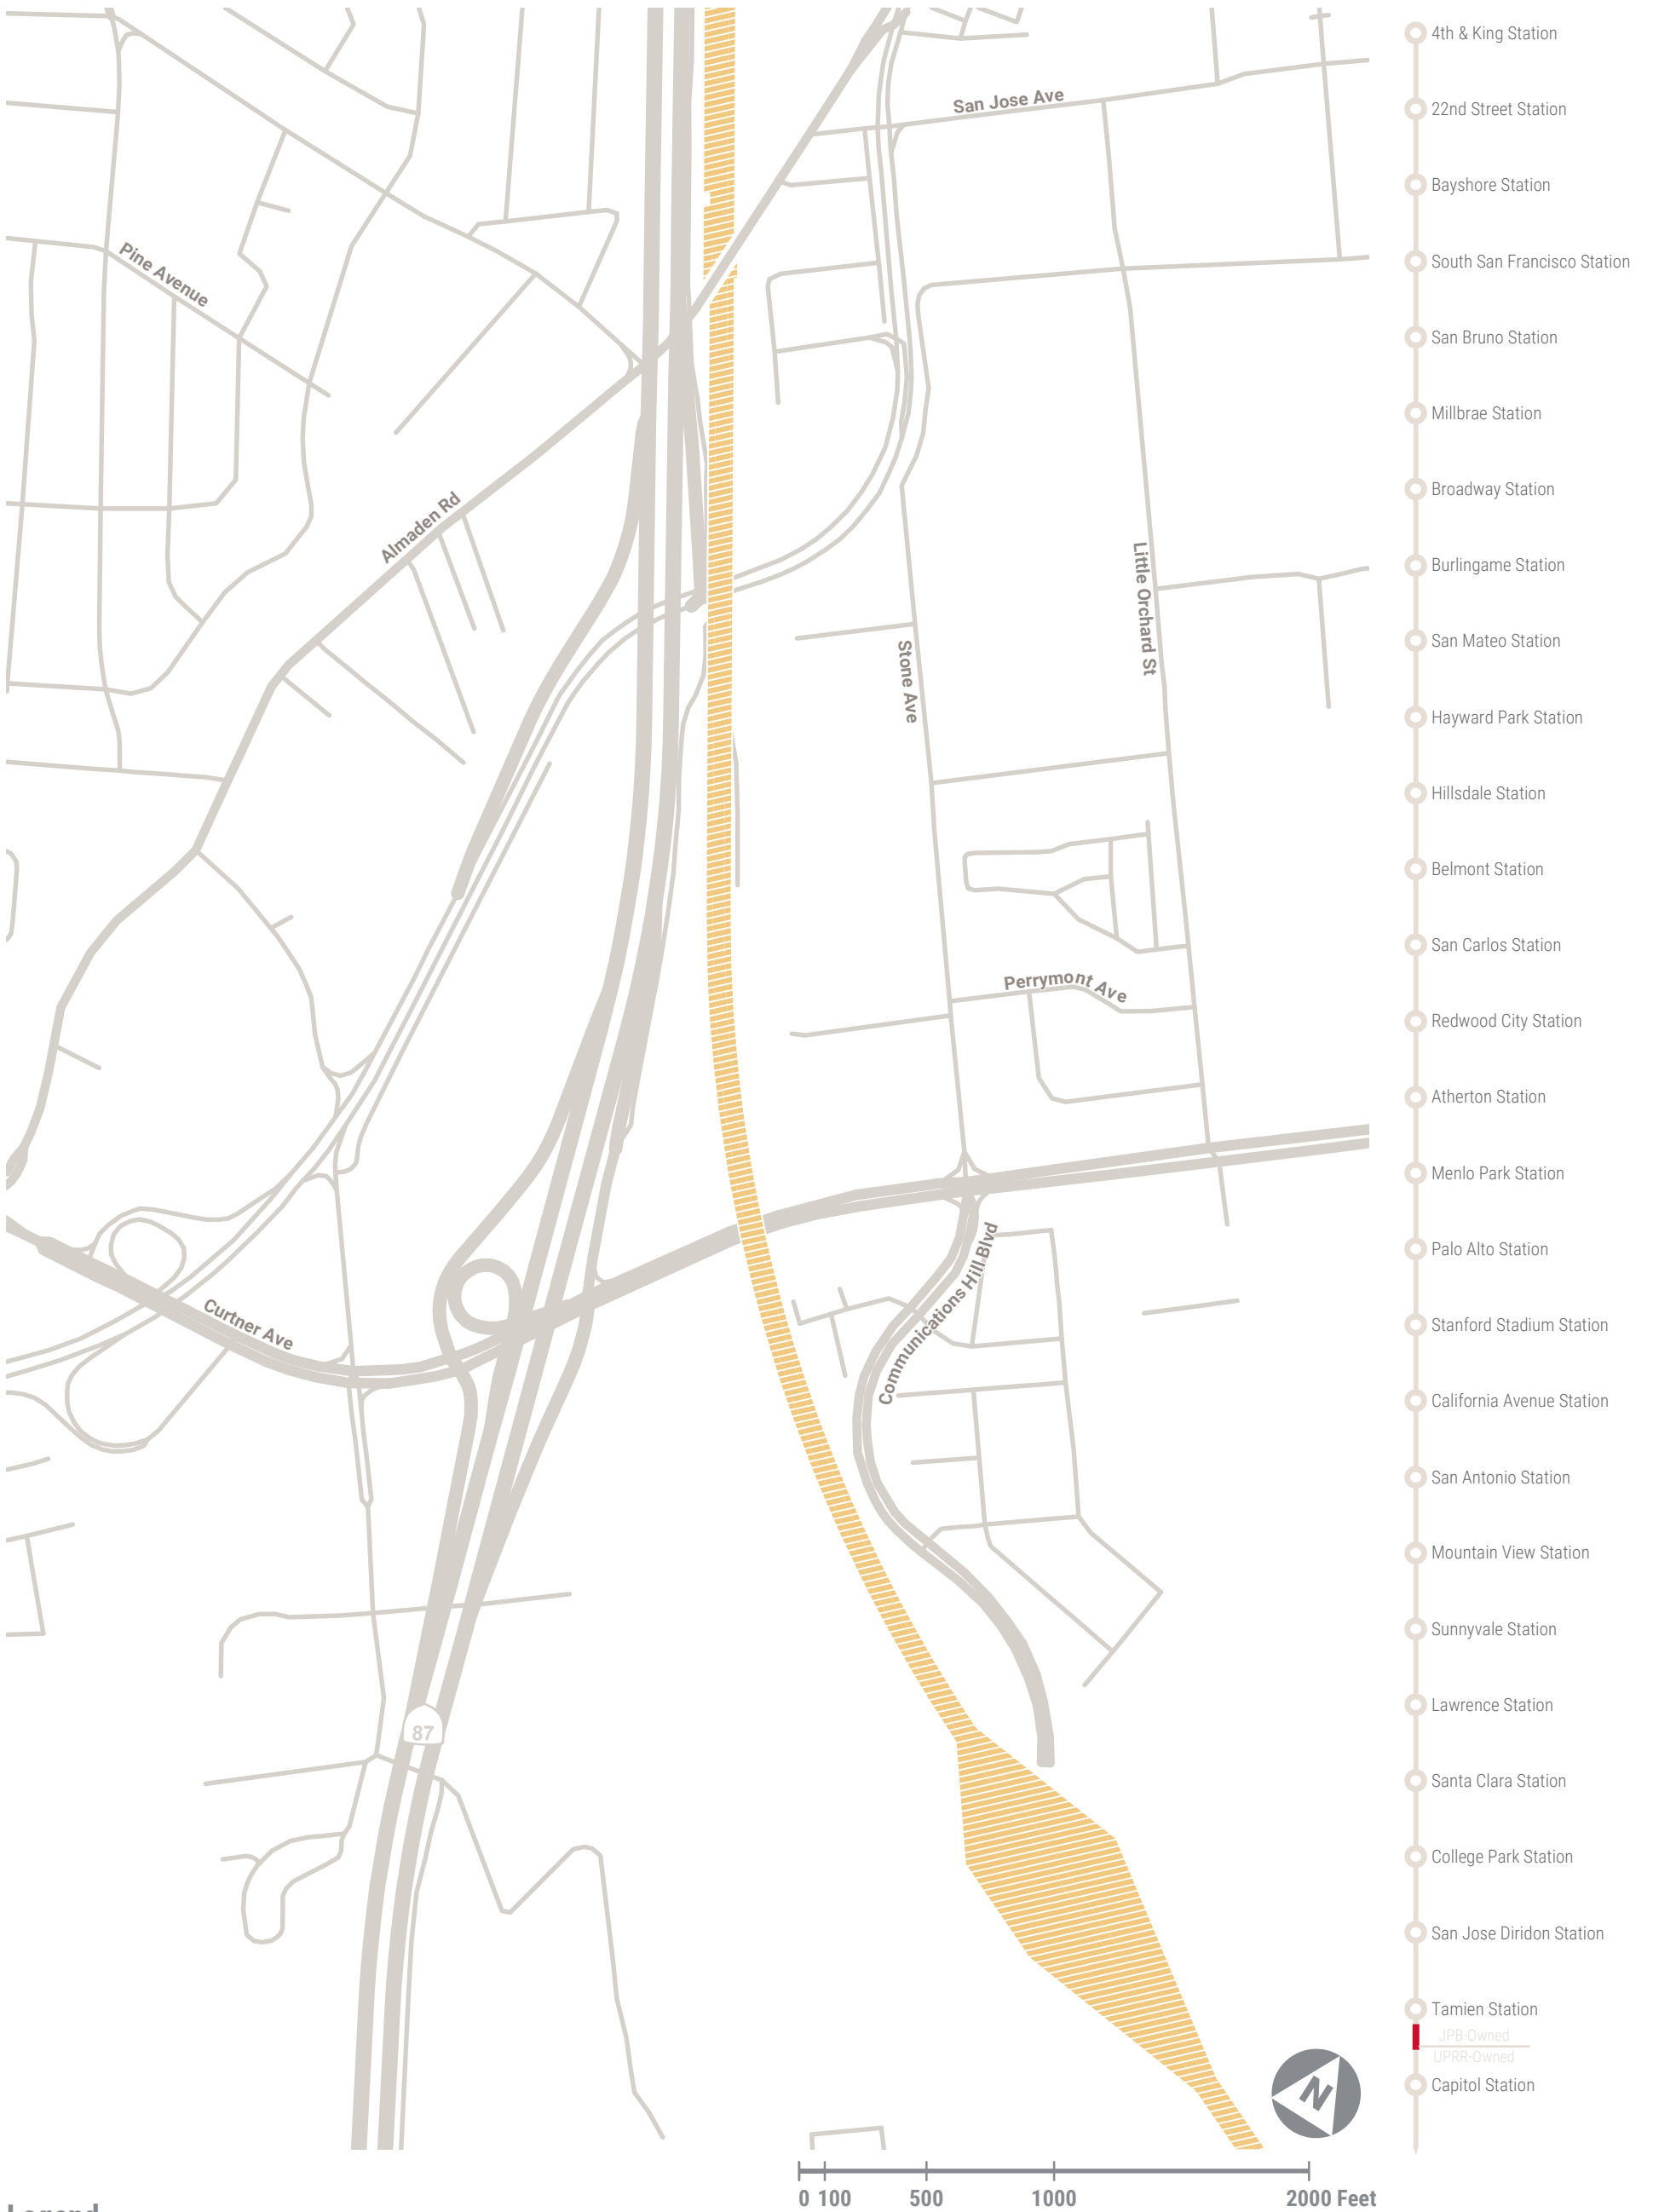 San Jose Ave
Pine Avenue
Almaden Rd
Little Orchard St
Stone Ave
Perrymont Ave
Communications Hill Blvd
Curtner Ave
87
N
0 100 500 1000 2000 Feet
Legend
4th & King Station
22nd Street Station
Bayshore Station
South San Francisco Station
San Bruno Station
Millbrae Station
Broadway Station
Burlingame Station
San Mateo Station
Hayward Park Station
Hillsdale Station
Belmont Station
San Carlos Station
Redwood City Station
Atherton Station
Menlo Park Station
Palo Alto Station
Stanford Stadium Station
California Avenue Station
San Antonio Station
Mountain View Station
Sunnyvale Station
Lawrence Station
Santa Clara Station
College Park Station
San Jose Diridon Station
Tamien Station
JPB-Owned
UPRR-Owned
Capitol Station